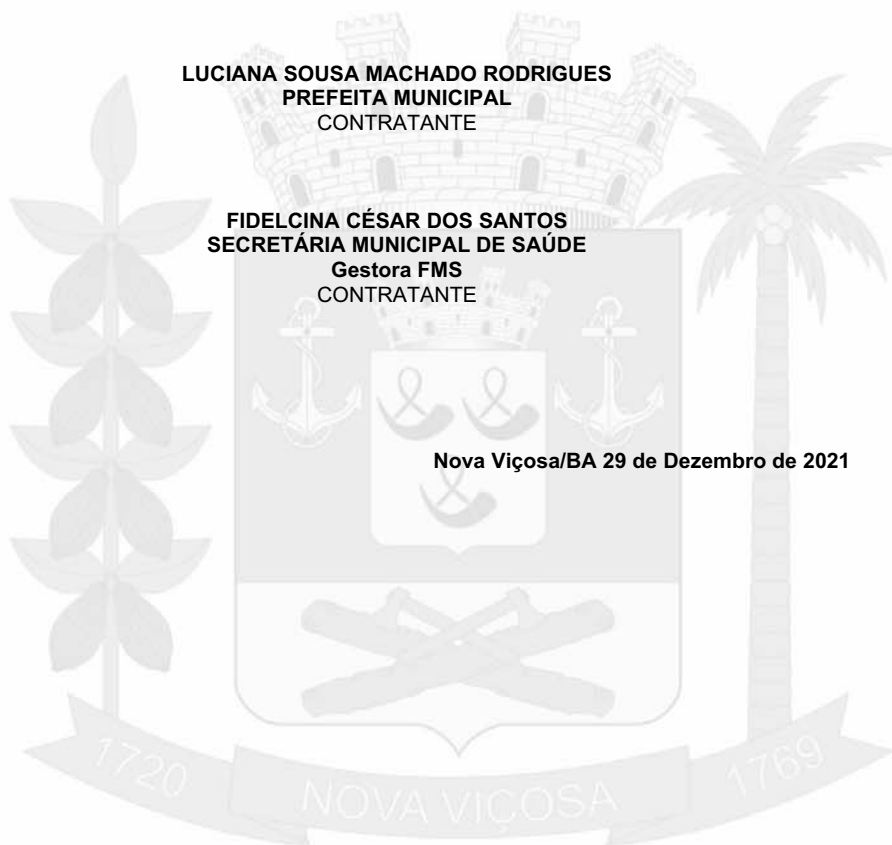 LUCIANA SOUSA MACHADO RODRIGUES
PREFEITA MUNICIPAL
CONTRATANTE
FIDELCINA CÉSAR DOS SANTOS
SECRETÁRIA MUNICIPAL DE SAÚDE
Gestora FMS
CONTRATANTE
Nova Viçosa/BA 29 de Dezembro de 2021
1720 NOVA VIÇOSA 1769